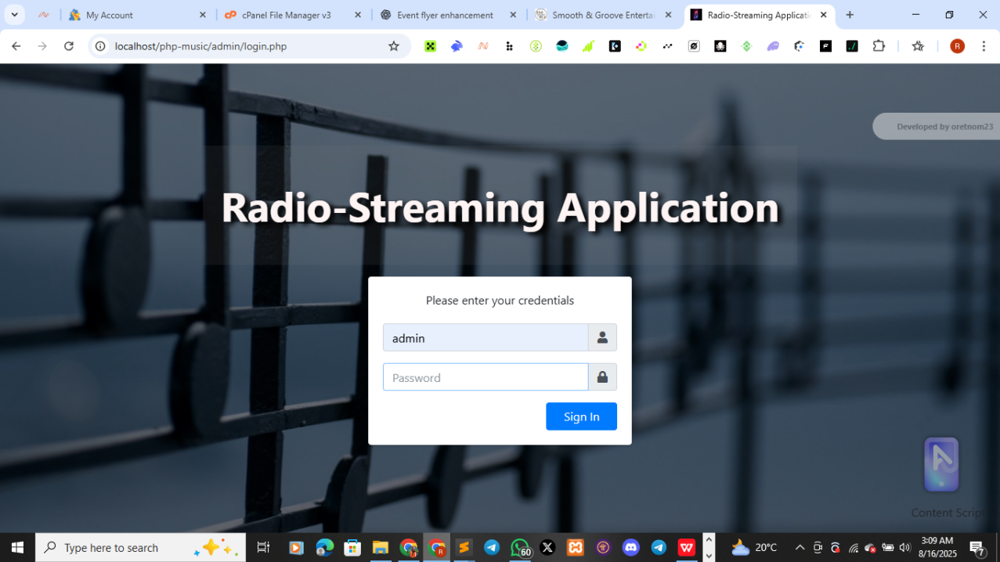 My Account
cPanel File Manager v3
Event flyer enhancement
Smooth & Groove Enterta
Radio-Streaming Applicati
localhost/php-music/admin/login.php
R
Developed by oretnom23
Radio-Streaming Application
Please enter your credentials
admin
Password
Sign In
Content Scrip
Type here to search
R
60
20°C
3:09 AM
8/16/2025
7